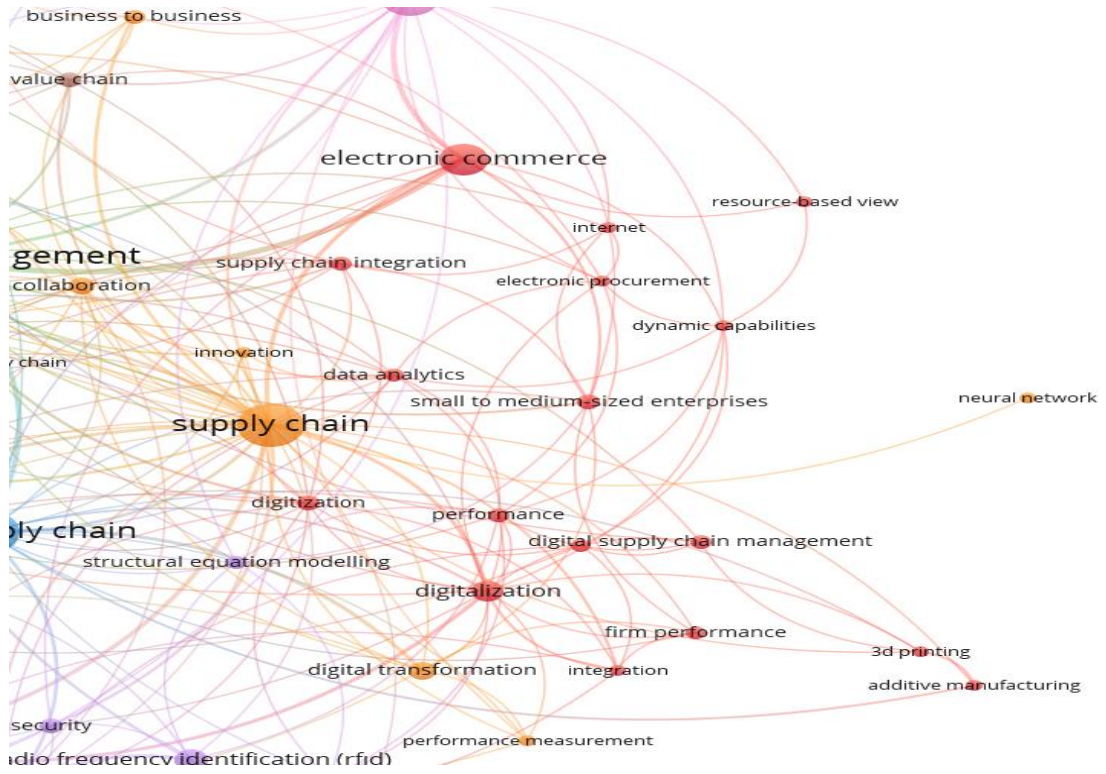 business to business
value chain
electronic commerce
resource-based view
internet
gement
supply chain integration
electronic procurement
collaboration
dynamic capabilities
innovation
y chain
data analytics
small to medium-sized enterprises
neural network
supply chain
digitization
performance
ply chain
digital supply chain management
structural equation modelling
digitalization
firm performance
3d printing
digital transformation
integration
additive manufacturing
security
performance measurement
adio frequency identification (rfid)